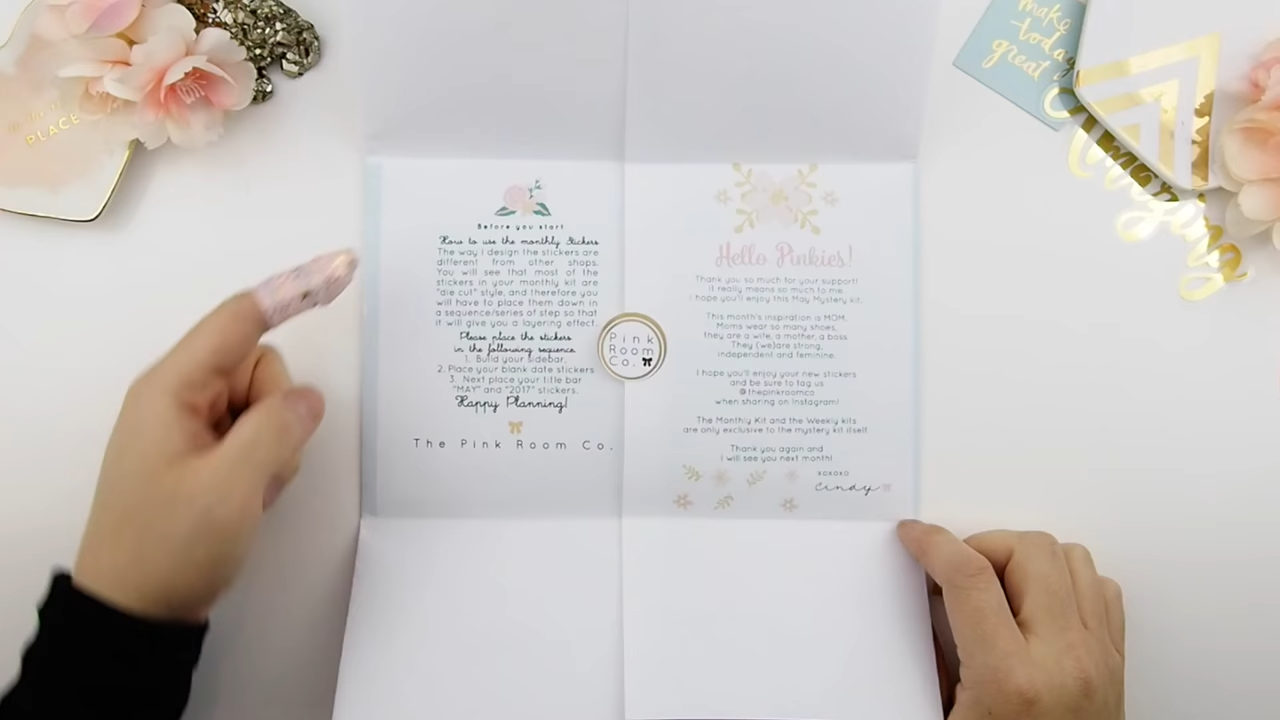 PLACE
make
today
great
Amazing
Before you start
How to use the monthly Stickers
The way i design the stickers are
different from other shops.
You will see that most of the
stickers in your monthly kit are
"die cut" style, and therefore you
will have to place them down in
a sequence/series of step so that
it will give you a layering effect.
Please place the stickers
in the following sequence
1. Build your sidebar.
2. Place your blank date stickers
3. Next place your title bar
"MAY" and "2017" stickers.
Happy Planning!
The Pink Room Co.
Pink
Room
Co.
Hello Pinkies!
Thank you so much for your support!
It really means so much to me.
I hope you'll enjoy this May Mystery kit.
This month's inspiration is MOM.
Moms wear so many shoes,
they are a wife, a mother, a boss
They (we)are strong,
independent and feminine.
I hope you'll enjoy your new stickers
and be sure to tag us
@thepinkroomco
when sharing on Instagram!
The Monthly Kit and the Weekly kits
are only exclusive to the mystery kit itself.
Thank you again and
i will see you next month!
xoxoxo
Cindy